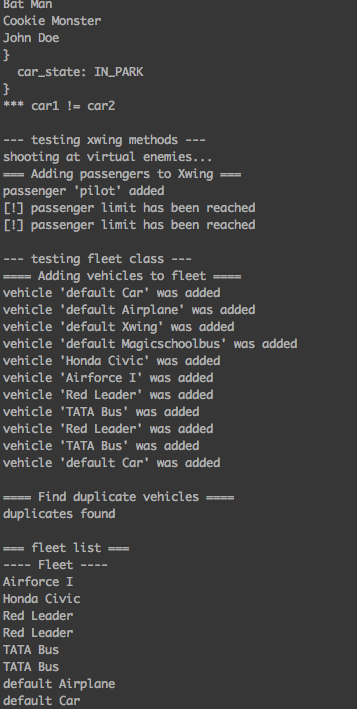 Bat Man
Cookie Monster
John Doe
}
  car_state: IN_PARK
}
*** car1 != car2

--- testing xwing methods ---
shooting at virtual enemies...
=== Adding passengers to Xwing ===
passenger 'pilot' added
[!] passenger limit has been reached
[!] passenger limit has been reached

--- testing fleet class ---
==== Adding vehicles to fleet ====
vehicle 'default Car' was added
vehicle 'default Airplane' was added
vehicle 'default Xwing' was added
vehicle 'default Magicschoolbus' was added
vehicle 'Honda Civic' was added
vehicle 'Airforce I' was added
vehicle 'Red Leader' was added
vehicle 'TATA Bus' was added
vehicle 'Red Leader' was added
vehicle 'TATA Bus' was added
vehicle 'default Car' was added

==== Find duplicate vehicles ====
duplicates found

=== fleet list ===
---- Fleet ----
Airforce I
Honda Civic
Red Leader
Red Leader
TATA Bus
TATA Bus
default Airplane
default Car